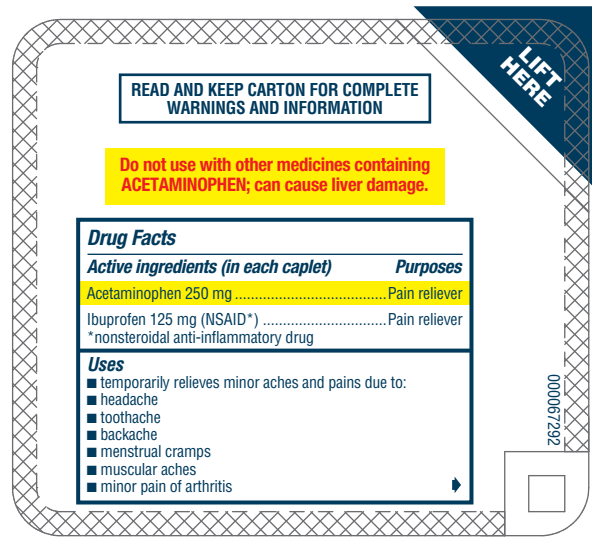 LIFT
HERE
READ AND KEEP CARTON FOR COMPLETE
WARNINGS AND INFORMATION
Do not use with other medicines containing
ACETAMINOPHEN; can cause liver damage.
Drug Facts
Active ingredients (in each caplet) Purposes
Acetaminophen 250 mg ......................................Pain reliever
Ibuprofen 125 mg (NSAID*) ...............................Pain reliever
*nonsteroidal anti-inflammatory drug
Uses
■ temporarily relieves minor aches and pains due to:
■ headache
■ toothache
■ backache
■ menstrual cramps
■ muscular aches
■ minor pain of arthritis
000067292